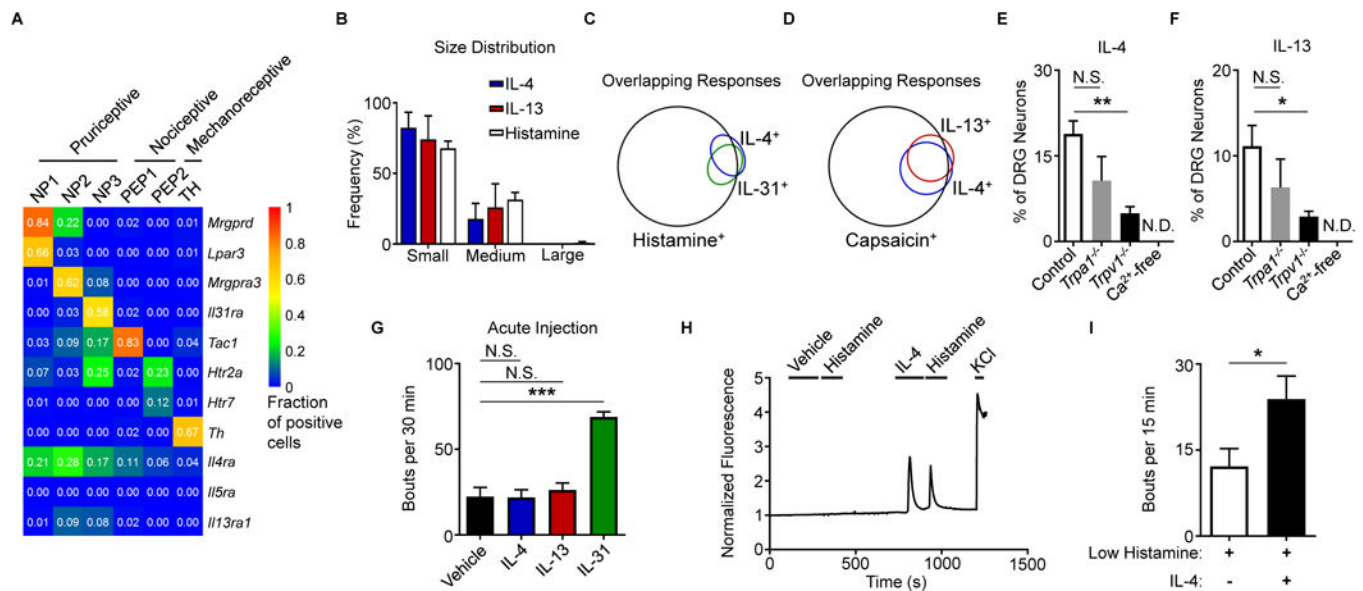 A
Pruriceptive
Nociceptive
Mechanoreceptive
NP1 NP2 NP3 PEP1 PEP2 TH
0.84 0.22 0.00 0.02 0.00 0.01 Mrgprd
0.66 0.03 0.00 0.00 0.00 0.01 Lpar3
0.01 0.62 0.08 0.00 0.00 0.00 Mrgpra3
0.00 0.03 0.58 0.02 0.00 0.00 Il31ra
0.03 0.09 0.17 0.83 0.00 0.04 Tac1
0.07 0.03 0.25 0.02 0.23 0.00 Htr2a
0.00 0.00 0.00 0.00 0.12 0.01 Htr7
0.00 0.00 0.00 0.02 0.00 0.67 Th
0.21 0.28 0.17 0.11 0.06 0.04 Il4ra
0.00 0.00 0.00 0.00 0.00 0.00 Il5ra
0.01 0.09 0.08 0.02 0.00 0.00 Il13ra1
1
0.8
0.6
0.4
0.2
0
Fraction
of positive
cells
B
Size Distribution
IL-4
IL-13
Histamine
Frequency (%)
100
50
0
Small Medium Large
C
Overlapping Responses
IL-4⁺
IL-31⁺
Histamine⁺
D
Overlapping Responses
IL-13⁺
IL-4⁺
Capsaicin⁺
E
IL-4
% of DRG Neurons
30
15
0
N.S.
**
N.D.
Control
Trpa1⁻/⁻
Trpv1⁻/⁻
Ca²⁺-free
F
IL-13
% of DRG Neurons
20
10
0
N.S.
*
N.D.
Control
Trpa1⁻/⁻
Trpv1⁻/⁻
Ca²⁺-free
G
Acute Injection
Bouts per 30 min
100
50
0
N.S.
N.S.
***
Vehicle
IL-4
IL-13
IL-31
H
Vehicle
Histamine
IL-4
Histamine
KCl
Normalized Fluorescence
5
4
3
2
1
0
0 500 1000 1500
Time (s)
I
Bouts per 15 min
30
15
0
*
Low Histamine: + +
IL-4: - +